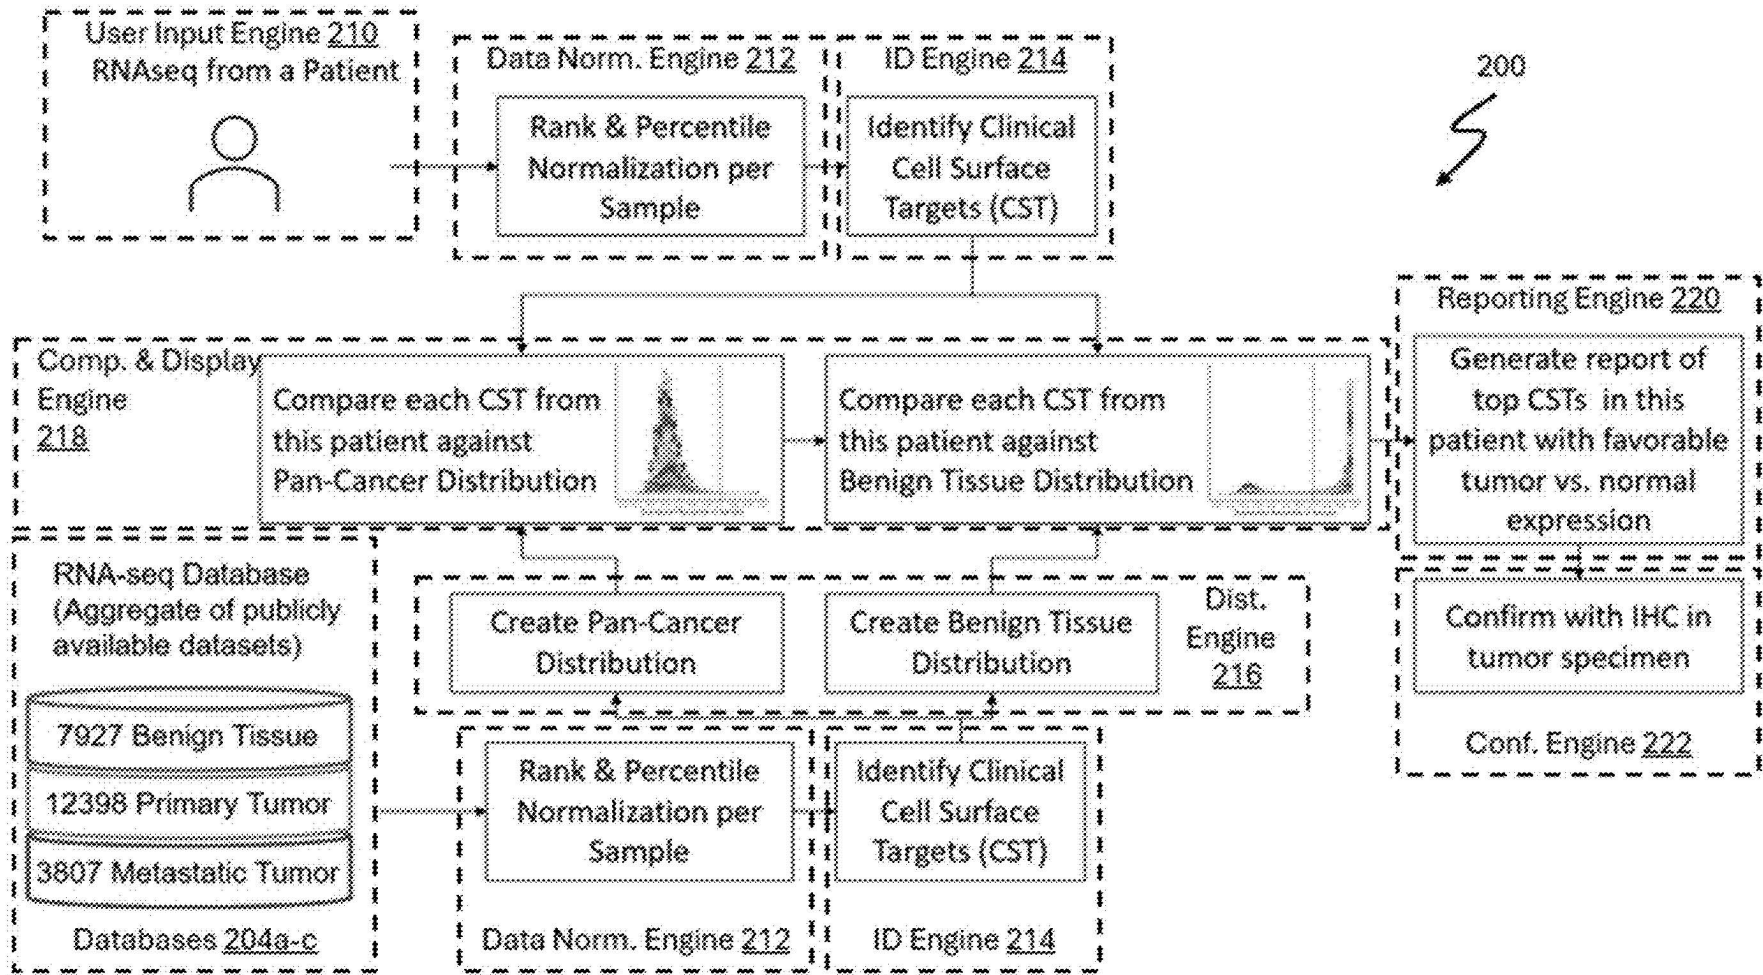 User Input Engine 210
RNAseq from a Patient
Data Norm. Engine 212
Rank & Percentile
Normalization per
Sample
ID Engine 214
Identify Clinical
Cell Surface
Targets (CST)
200
Comp. & Display
Engine
218
Compare each CST from
this patient against
Pan-Cancer Distribution
Compare each CST from
this patient against
Benign Tissue Distribution
Reporting Engine 220
Generate report of
top CSTs in this
patient with favorable
tumor vs. normal
expression
RNA-seq Database
(Aggregate of publicly
available datasets)
7927 Benign Tissue
12398 Primary Tumor
3807 Metastatic Tumor
Databases 204a-c
Create Pan-Cancer
Distribution
Create Benign Tissue
Distribution
Dist.
Engine
216
Confirm with IHC in
tumor specimen
Conf. Engine 222
Rank & Percentile
Normalization per
Sample
Data Norm. Engine 212
Identify Clinical
Cell Surface
Targets (CST)
ID Engine 214